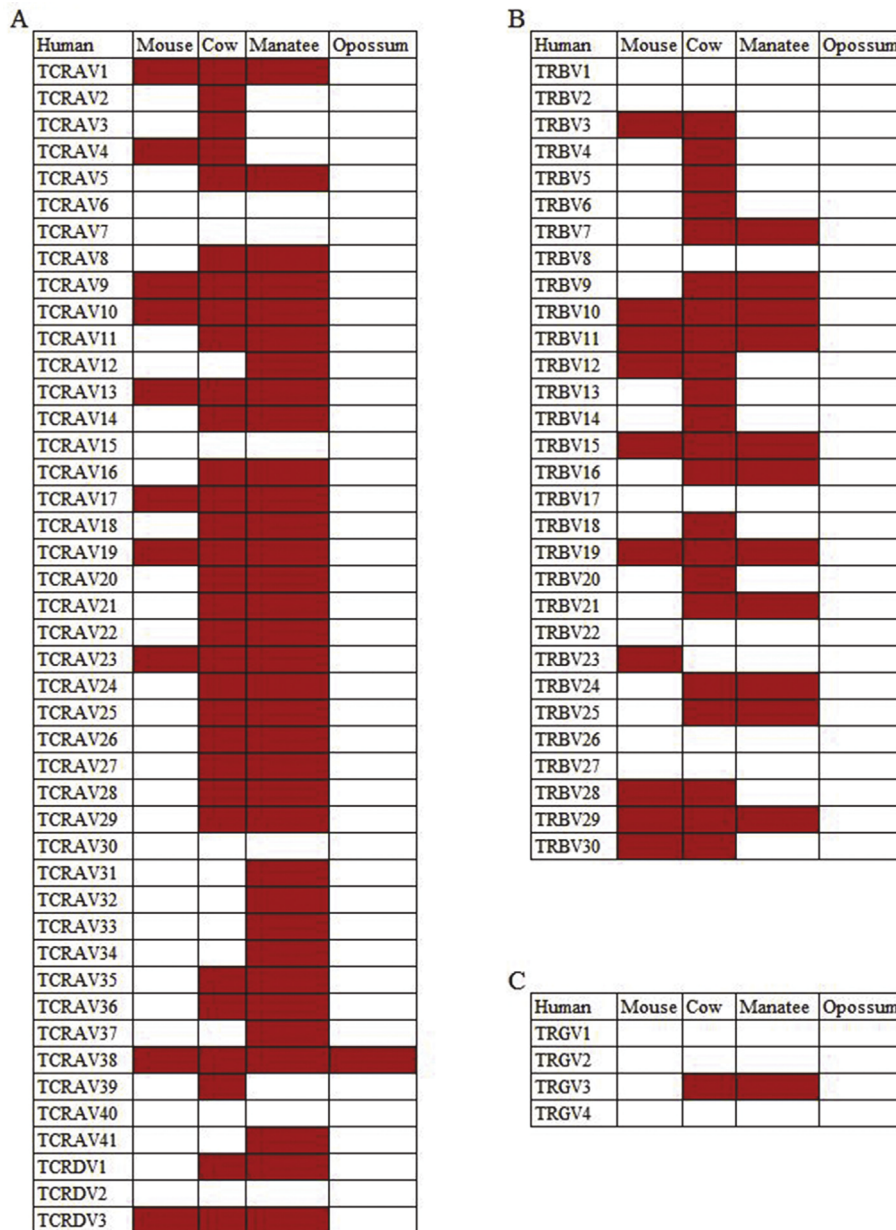 A
Human Mouse Cow Manatee Opossum
TCRAV1
TCRAV2
TCRAV3
TCRAV4
TCRAV5
TCRAV6
TCRAV7
TCRAV8
TCRAV9
TCRAV10
TCRAV11
TCRAV12
TCRAV13
TCRAV14
TCRAV15
TCRAV16
TCRAV17
TCRAV18
TCRAV19
TCRAV20
TCRAV21
TCRAV22
TCRAV23
TCRAV24
TCRAV25
TCRAV26
TCRAV27
TCRAV28
TCRAV29
TCRAV30
TCRAV31
TCRAV32
TCRAV33
TCRAV34
TCRAV35
TCRAV36
TCRAV37
TCRAV38
TCRAV39
TCRAV40
TCRAV41
TCRDV1
TCRDV2
TCRDV3
B
Human Mouse Cow Manatee Opossum
TRBV1
TRBV2
TRBV3
TRBV4
TRBV5
TRBV6
TRBV7
TRBV8
TRBV9
TRBV10
TRBV11
TRBV12
TRBV13
TRBV14
TRBV15
TRBV16
TRBV17
TRBV18
TRBV19
TRBV20
TRBV21
TRBV22
TRBV23
TRBV24
TRBV25
TRBV26
TRBV27
TRBV28
TRBV29
TRBV30
C
Human Mouse Cow Manatee Opossum
TRGV1
TRGV2
TRGV3
TRGV4